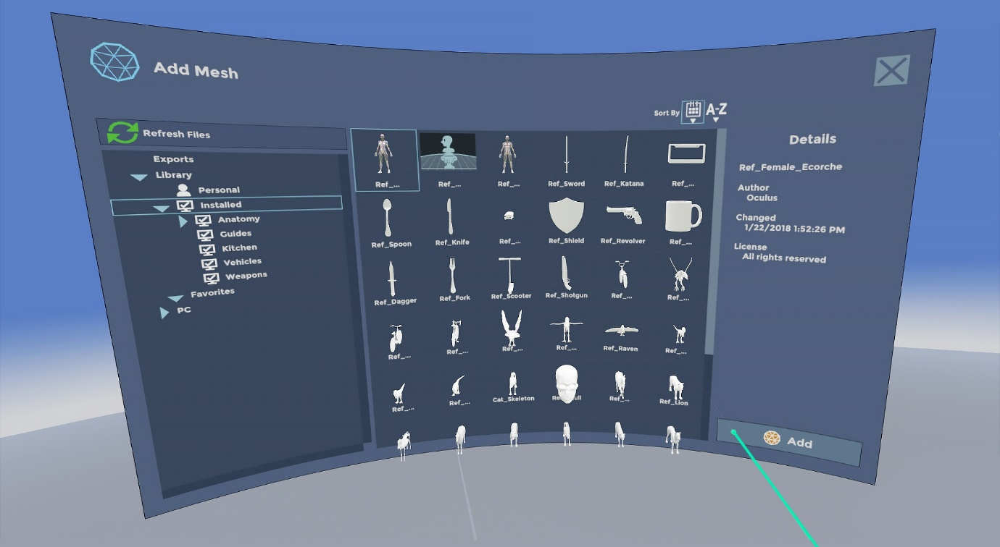 Add Mesh
Sort By A-Z
Refresh Files
Exports
Library
Personal
Installed
Anatomy
Guides
Kitchen
Vehicles
Weapons
Favorites
PC
Ref_...
Ref_...
Ref_...
Ref_Sword
Ref_Katana
Ref_...
Ref_Spoon
Ref_Knife
Ref_...
Ref_Shield
Ref_Revolver
Ref_...
Ref_Dagger
Ref_Fork
Ref_Scooter
Ref_Shotgun
Ref_...
Ref_...
Ref_...
Ref_...
Ref_...
Ref_...
Ref_Raven
Ref_...
Ref_...
Ref_...
Cat_Skeleton
Ref_...
Ref_Lion
Details
Ref_Female_Ecorche
Author
Oculus
Changed
1/22/2018 1:52:26 PM
License
All rights reserved
Add